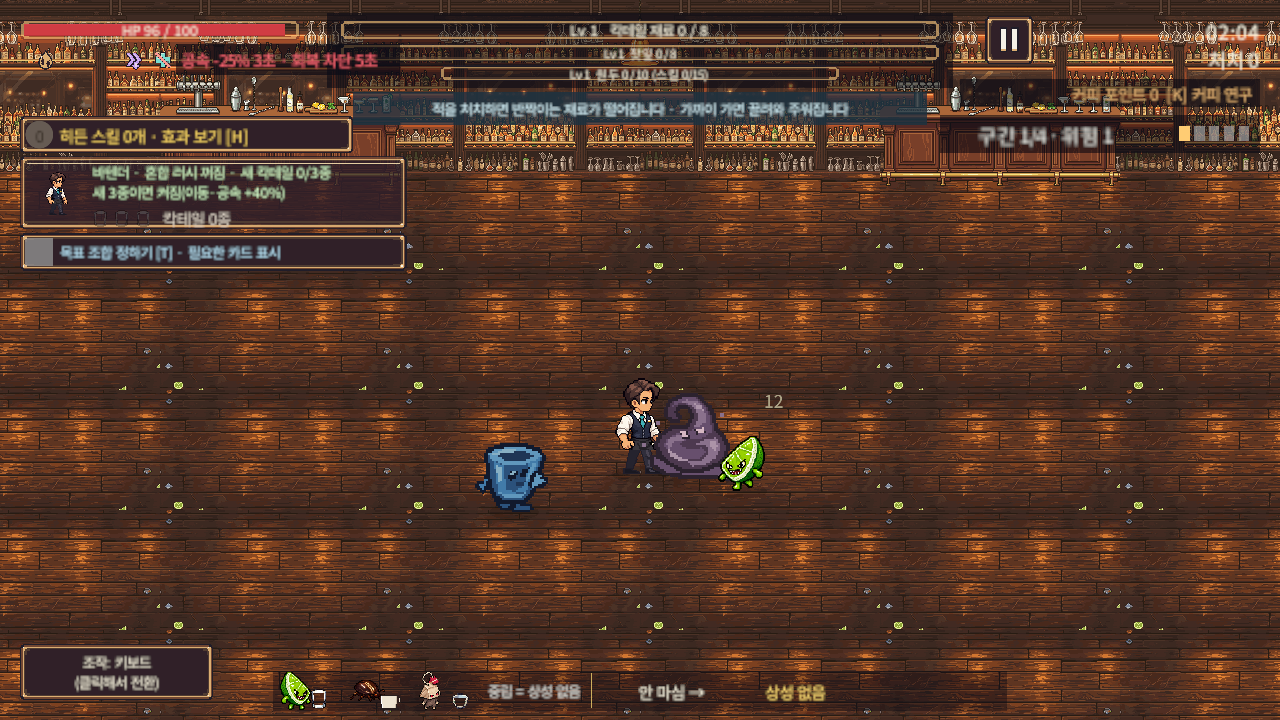 HP 96 / 100
Lv 1 칵테일 재료 0 / 8
Lv1 찻잎 0/8
Lv1 원두 0/10 (스킬 0/15)
02:04
처치 0
공속 -25% 3초 · 회복 차단 5초
적을 처치하면 반짝이는 재료가 떨어집니다 · 가까이 가면 끌려와 주워집니다
포인트 0 [K] 커피 연구
구간 1/4 · 위험 1
0 히든 스킬 0개 · 효과 보기 [H]
바텐더 · 혼합 러시 꺼짐 · 새 칵테일 0/3종
새 3종이면 켜짐(이동·공속 +40%)
칵테일 0종
목표 조합 정하기 [T] · 필요한 카드 표시
12
조작: 키보드
(클릭해서 전환)
중립 = 상성 없음
안 마심 →
상성 없음